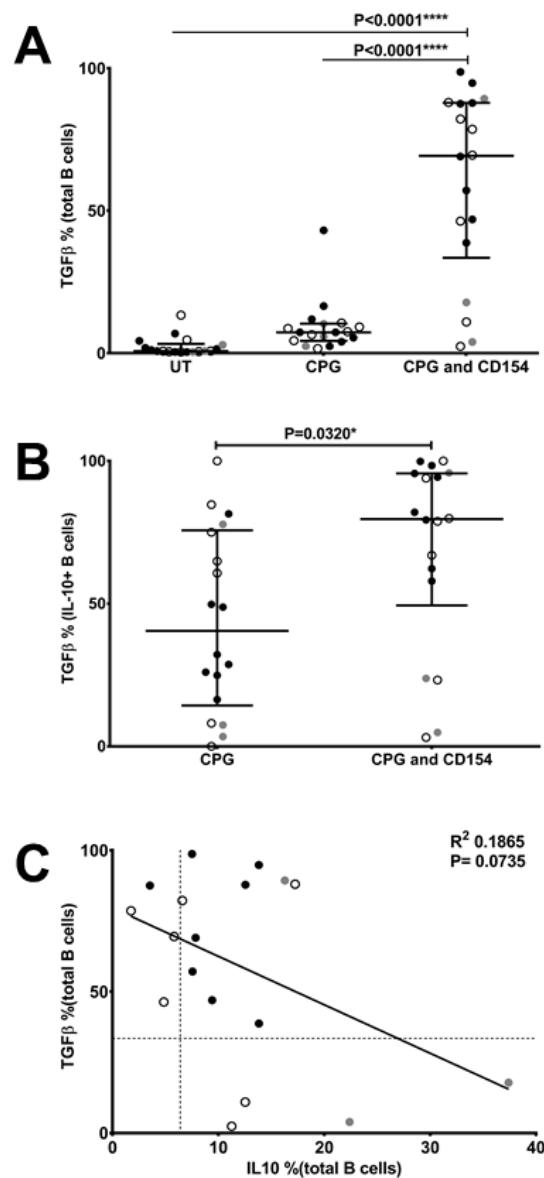 A
P<0.0001****
P<0.0001****
TGFβ % (total B cells)
100
50
0
UT
CPG
CPG and CD154
B
P=0.0320*
TGFβ % (IL-10+ B cells)
100
50
0
CPG
CPG and CD154
C
R² 0.1865
P= 0.0735
TGFβ %(total B cells)
100
50
0
0
10
20
30
40
IL10 %(total B cells)